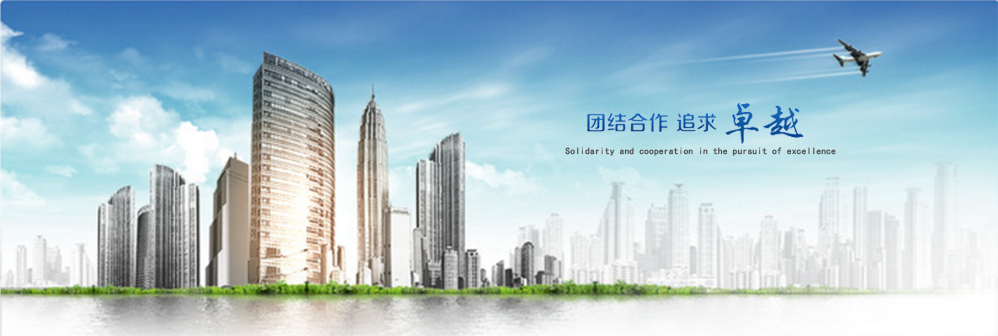 团结合作 追求 卓越
Solidarity and cooperation in the pursuit of excellence